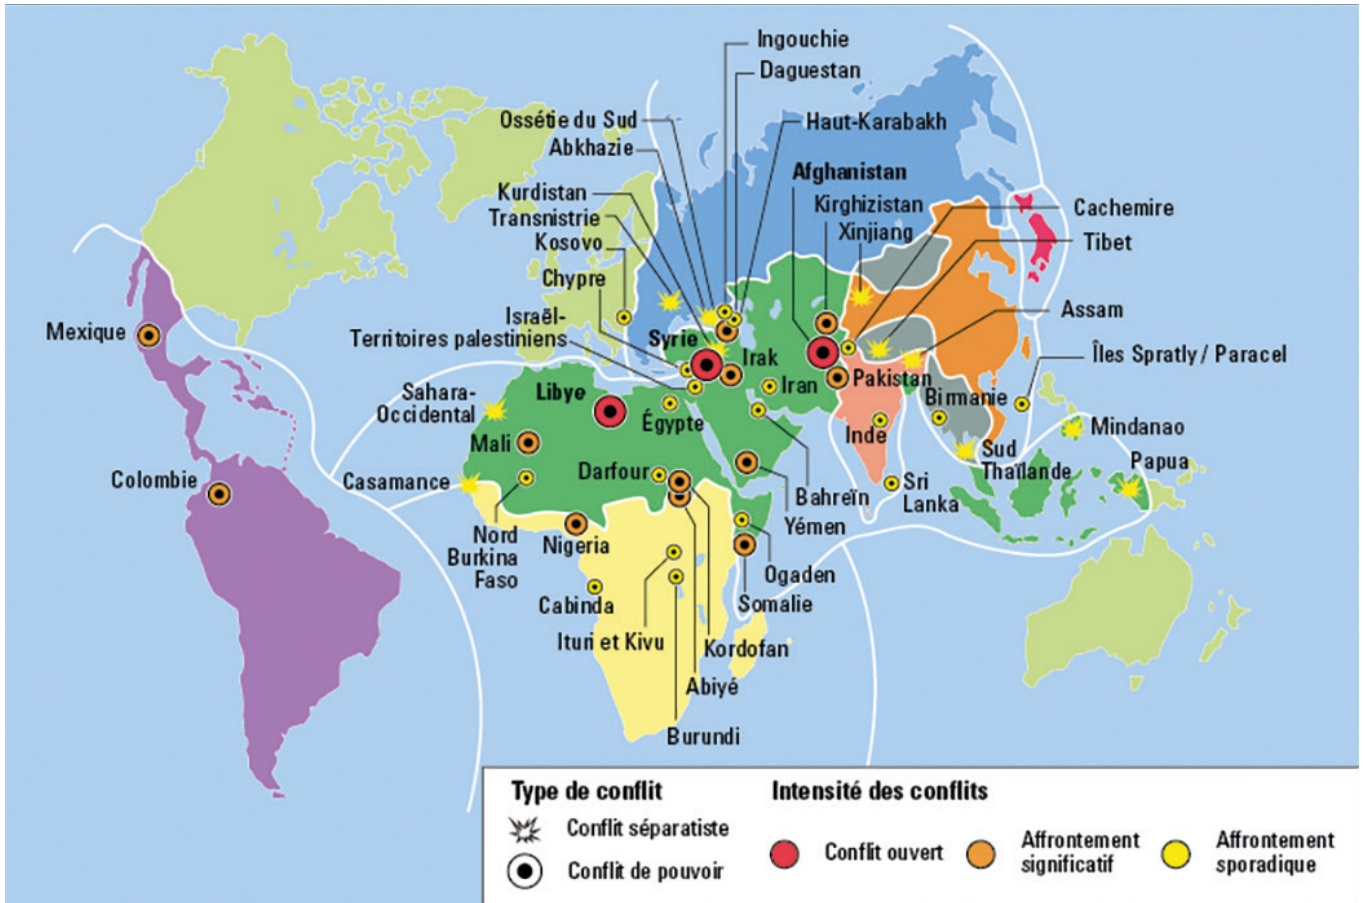 Ingouchie
Daguestan
Ossétie du Sud
Haut-Karabakh
Abkhazie
Afghanistan
Kurdistan
Kirghizistan
Cachemire
Transnistrie
Xinjiang
Kosovo
Tibet
Chypre
Assam
Israël-
Territoires palestiniens
Mexique
Syrie
Irak
Îles Spratly / Paracel
Iran
Pakistan
Sahara-
Occidental
Libye
Birmanie
Égypte
Mindanao
Mali
Inde
Sud
Thaïlande
Papua
Colombie
Casamance
Darfour
Bahreïn
Sri
Lanka
Yémen
Nord
Burkina
Faso
Nigeria
Ogaden
Cabinda
Somalie
Ituri et Kivu
Kordofan
Abiyé
Burundi
Type de conflit
Conflit séparatiste
Conflit de pouvoir
Intensité des conflits
Conflit ouvert
Affrontement
significatif
Affrontement
sporadique